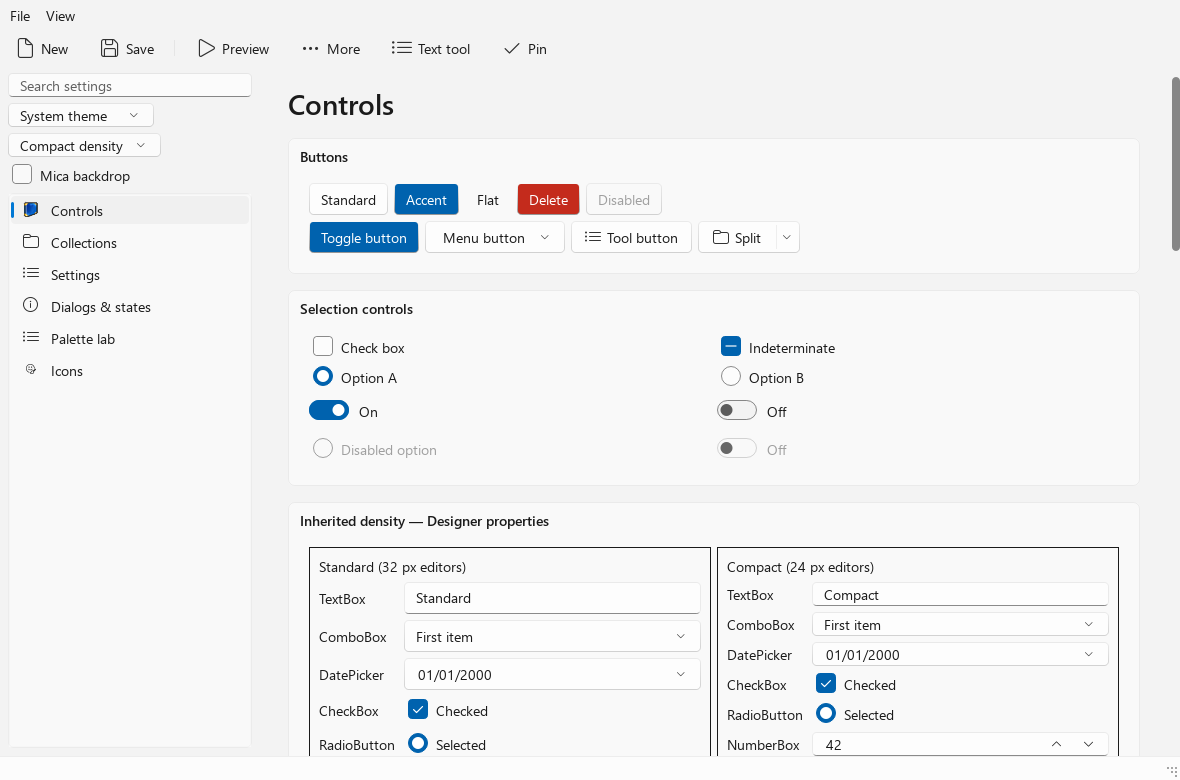 File View
New Save Preview More Text tool Pin
Search settings
System theme
Compact density
Mica backdrop
Controls
Collections
Settings
Dialogs & states
Palette lab
Icons
Controls
Buttons
Standard Accent Flat Delete Disabled
Toggle button Menu button Tool button Split
Selection controls
Check box Indeterminate
Option A Option B
On Off
Disabled option Off
Inherited density — Designer properties
Standard (32 px editors)
TextBox Standard
ComboBox First item
DatePicker 01/01/2000
CheckBox Checked
RadioButton Selected
Compact (24 px editors)
TextBox Compact
ComboBox First item
DatePicker 01/01/2000
CheckBox Checked
RadioButton Selected
NumberBox 42